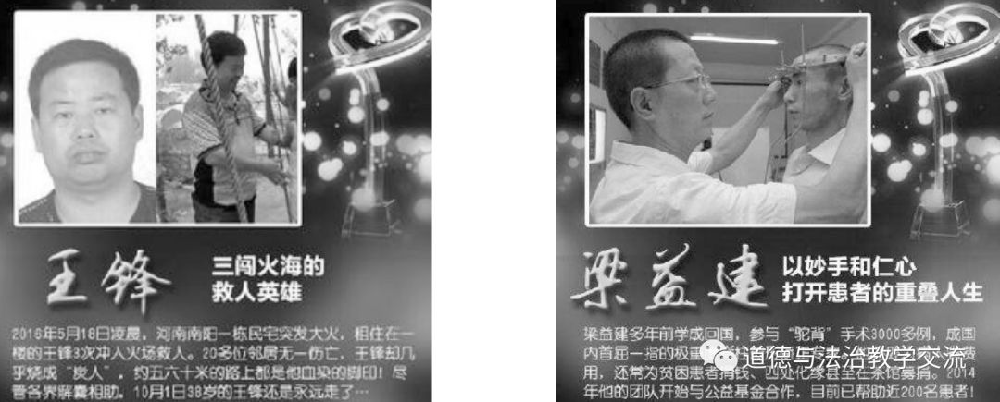 王锋
三闯火海的
救人英雄
2016年5月18日凌晨，河南南阳一栋民宅突发大火，租住在一
楼的王锋3次冲入火场救人。20多位邻居无一伤亡，王锋却几
乎烧成“炭人”，约五六十米的路上都是他血染的脚印！尽
管各界解囊相助，10月1日38岁的王锋还是永远走了…
梁益建
以妙手和仁心
打开患者的重叠人生
梁益建多年前学成回国，参与“驼背”手术3000多例，成国
内首屈一指的极重
费
用，还常为贫困患者捐钱、四处化缘甚至在茶馆募捐。2014
年他的团队开始与公益基金合作，目前已帮助近200名患者！
道德与法治教学交流